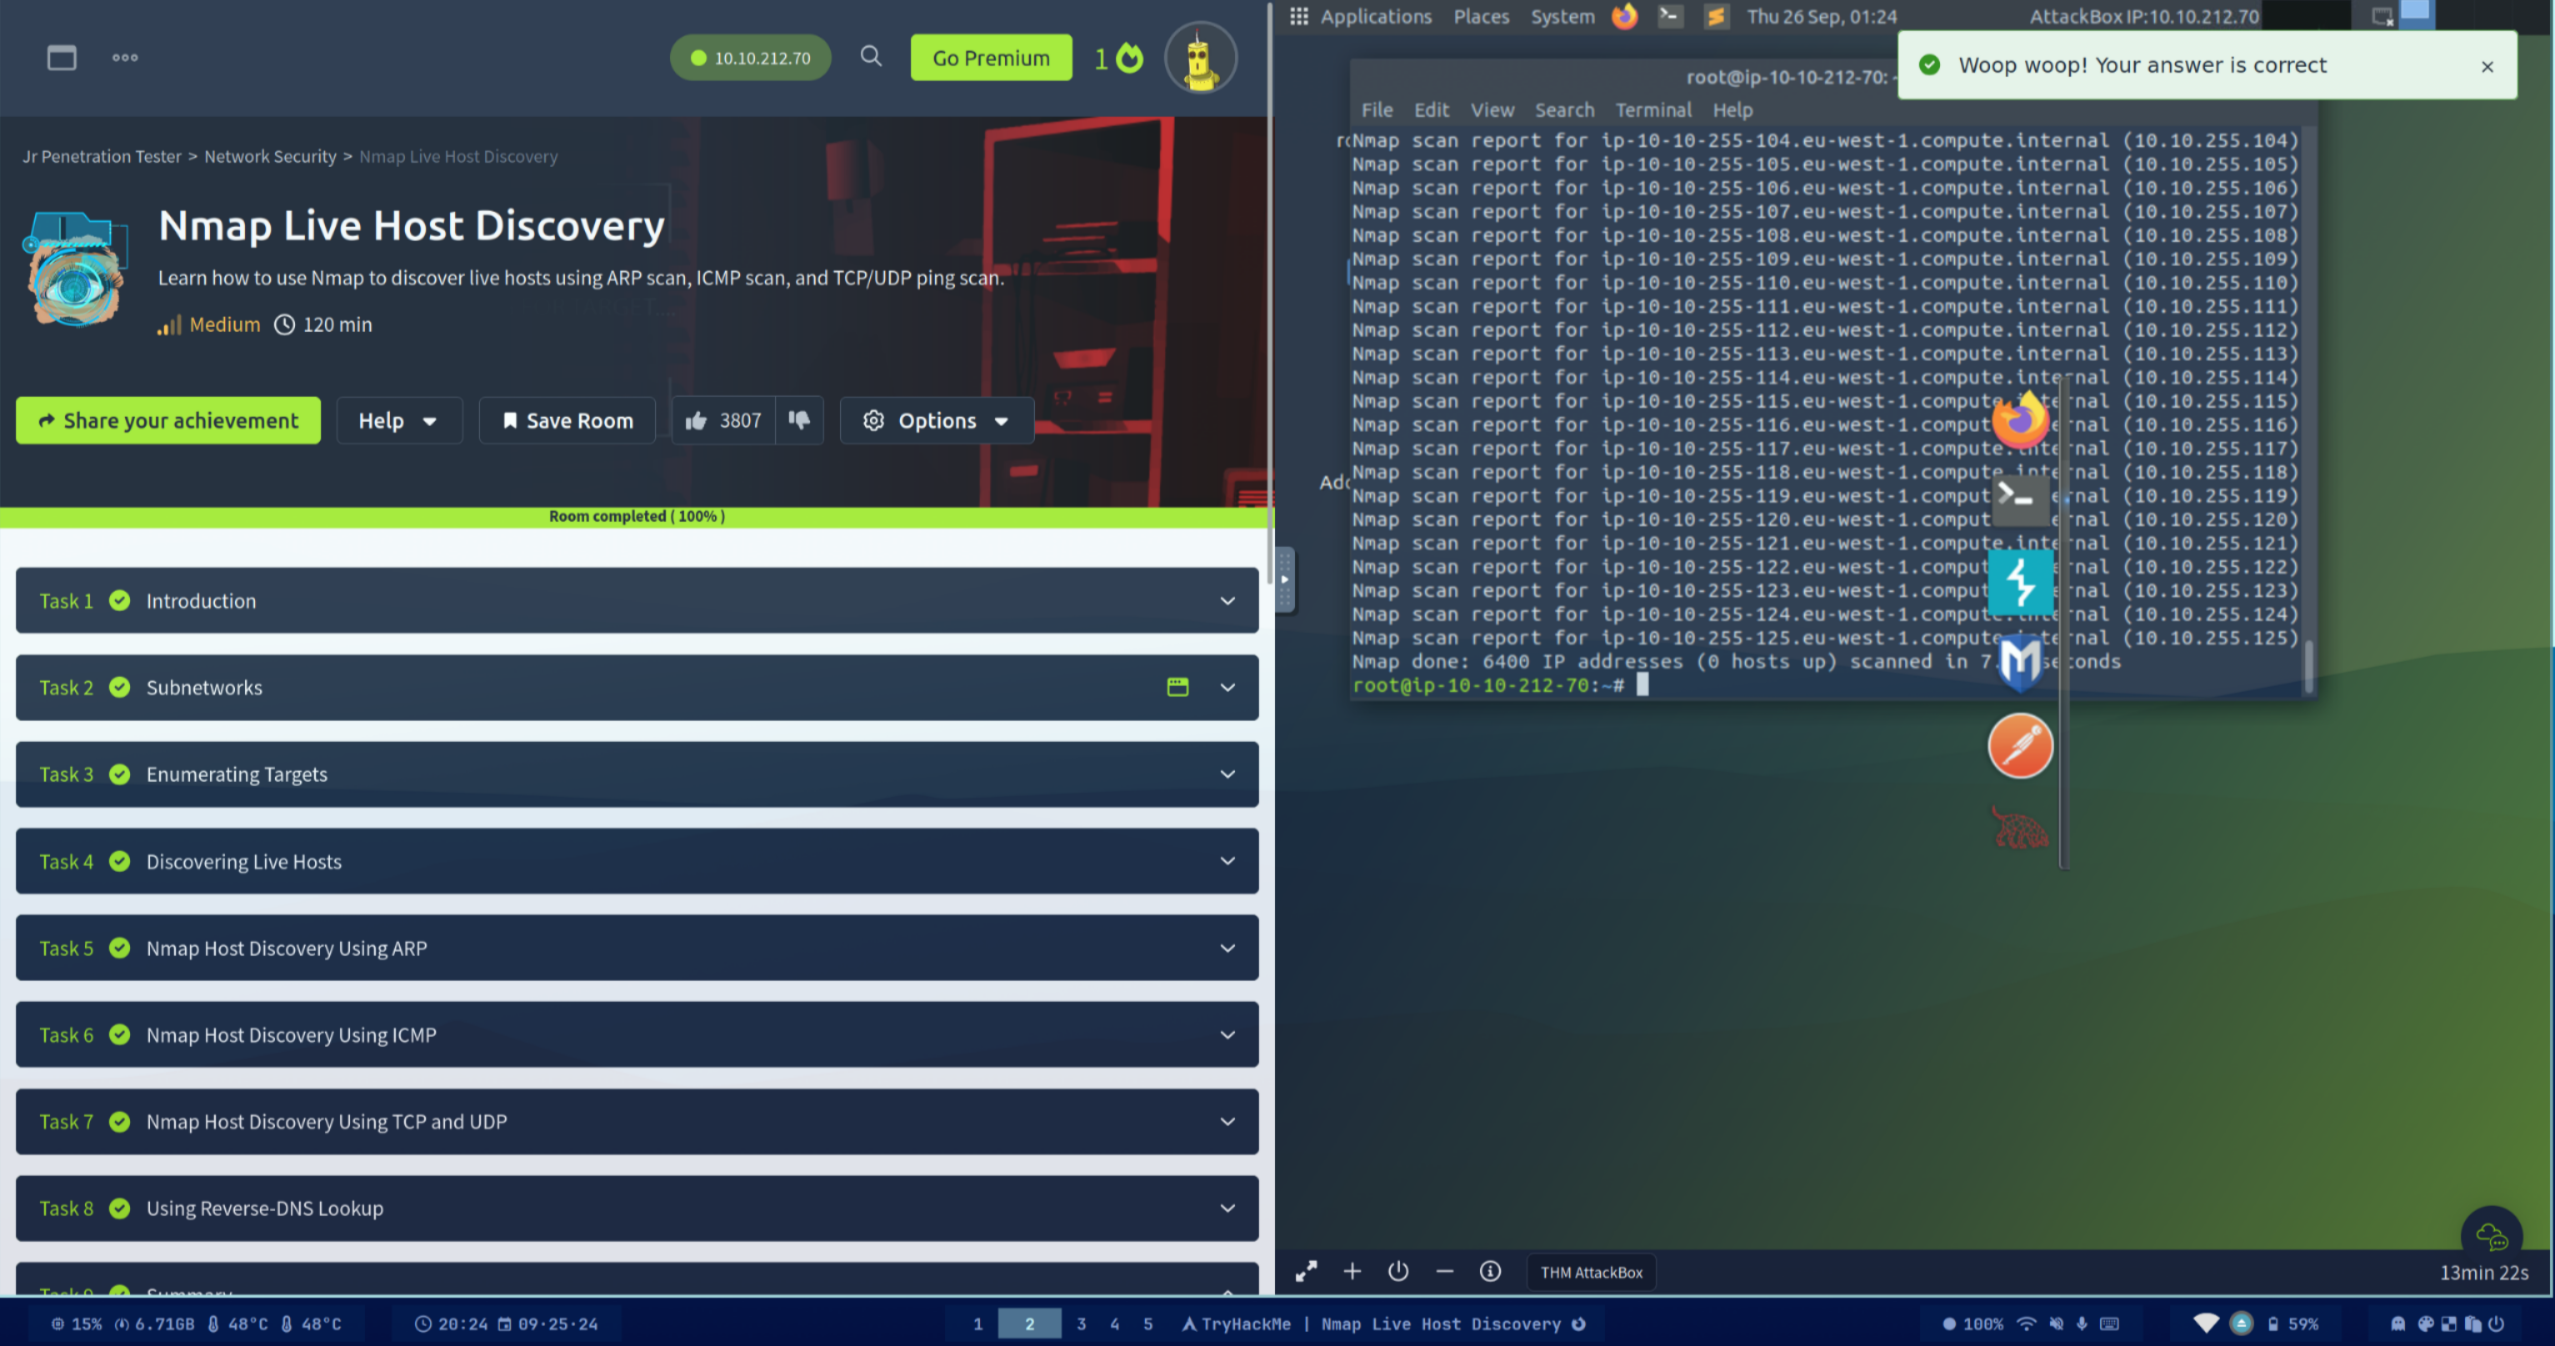 10.10.212.70
Go Premium
1
Jr Penetration Tester > Network Security > Nmap Live Host Discovery
Nmap Live Host Discovery
Learn how to use Nmap to discover live hosts using ARP scan, ICMP scan, and TCP/UDP ping scan.
Medium 120 min
Share your achievement
Help
Save Room
3807
Options
Room completed ( 100% )
Task 1 Introduction
Task 2 Subnetworks
Task 3 Enumerating Targets
Task 4 Discovering Live Hosts
Task 5 Nmap Host Discovery Using ARP
Task 6 Nmap Host Discovery Using ICMP
Task 7 Nmap Host Discovery Using TCP and UDP
Task 8 Using Reverse-DNS Lookup
Task 9 Summary
Applications Places System Thu 26 Sep, 01:24 AttackBox IP:10.10.212.70
Woop woop! Your answer is correct
root@ip-10-10-212-70: ~
File Edit View Search Terminal Help
Nmap scan report for ip-10-10-255-104.eu-west-1.compute.internal (10.10.255.104)
Nmap scan report for ip-10-10-255-105.eu-west-1.compute.internal (10.10.255.105)
Nmap scan report for ip-10-10-255-106.eu-west-1.compute.internal (10.10.255.106)
Nmap scan report for ip-10-10-255-107.eu-west-1.compute.internal (10.10.255.107)
Nmap scan report for ip-10-10-255-108.eu-west-1.compute.internal (10.10.255.108)
Nmap scan report for ip-10-10-255-109.eu-west-1.compute.internal (10.10.255.109)
Nmap scan report for ip-10-10-255-110.eu-west-1.compute.internal (10.10.255.110)
Nmap scan report for ip-10-10-255-111.eu-west-1.compute.internal (10.10.255.111)
Nmap scan report for ip-10-10-255-112.eu-west-1.compute.internal (10.10.255.112)
Nmap scan report for ip-10-10-255-113.eu-west-1.compute.internal (10.10.255.113)
Nmap scan report for ip-10-10-255-114.eu-west-1.compute.internal (10.10.255.114)
Nmap scan report for ip-10-10-255-115.eu-west-1.compute.internal (10.10.255.115)
Nmap scan report for ip-10-10-255-116.eu-west-1.compute.internal (10.10.255.116)
Nmap scan report for ip-10-10-255-117.eu-west-1.compute.internal (10.10.255.117)
Nmap scan report for ip-10-10-255-118.eu-west-1.compute.internal (10.10.255.118)
Nmap scan report for ip-10-10-255-119.eu-west-1.compute.internal (10.10.255.119)
Nmap scan report for ip-10-10-255-120.eu-west-1.compute.internal (10.10.255.120)
Nmap scan report for ip-10-10-255-121.eu-west-1.compute.internal (10.10.255.121)
Nmap scan report for ip-10-10-255-122.eu-west-1.compute.internal (10.10.255.122)
Nmap scan report for ip-10-10-255-123.eu-west-1.compute.internal (10.10.255.123)
Nmap scan report for ip-10-10-255-124.eu-west-1.compute.internal (10.10.255.124)
Nmap scan report for ip-10-10-255-125.eu-west-1.compute.internal (10.10.255.125)
Nmap done: 6400 IP addresses (0 hosts up) scanned in 7. seconds
root@ip-10-10-212-70:~#
THM AttackBox
13min 22s
15% 6.71GB 48°C 48°C 20:24 09·25·24 1 2 3 4 5 TryHackMe | Nmap Live Host Discovery 100% 59%